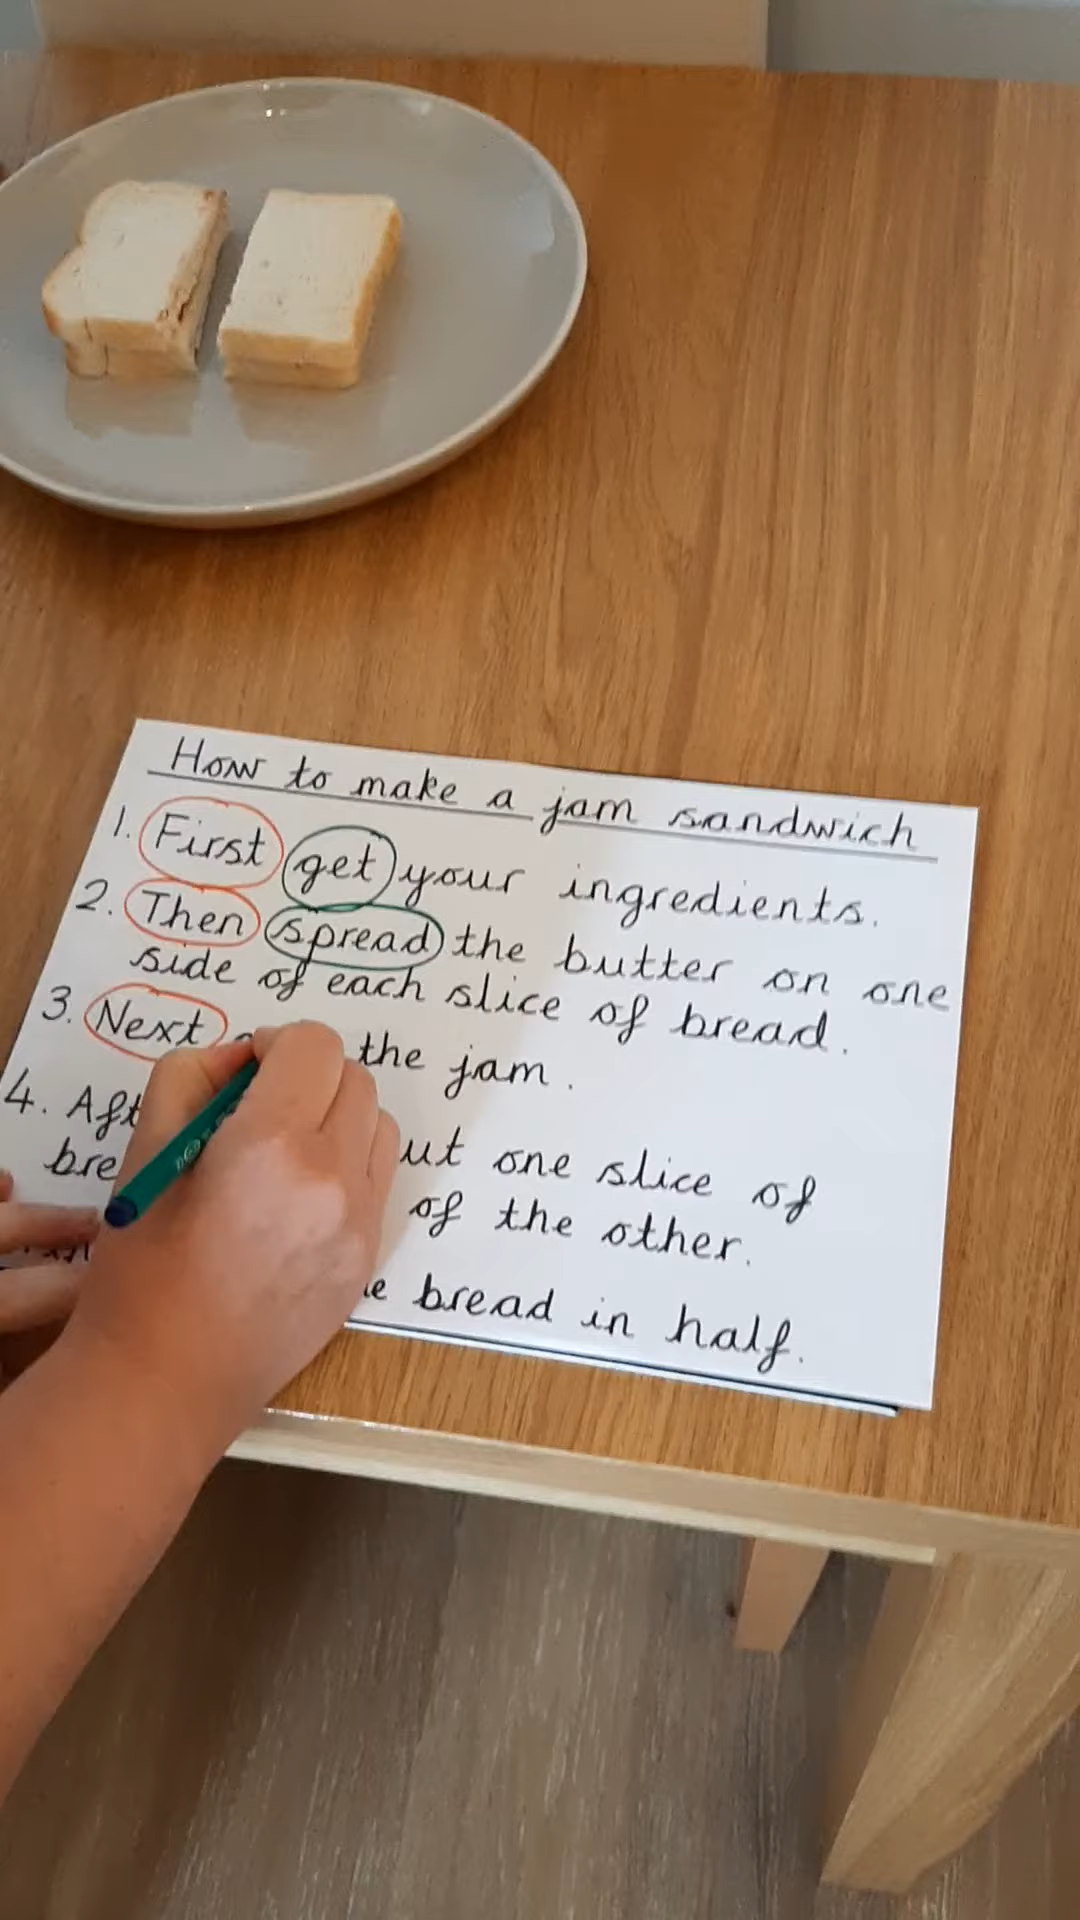 How to make a jam sandwich
1. First get your ingredients.
2. Then spread the butter on one
side of each slice of bread.
3. Next the jam.
4. one slice of
of the other.
bread in half.